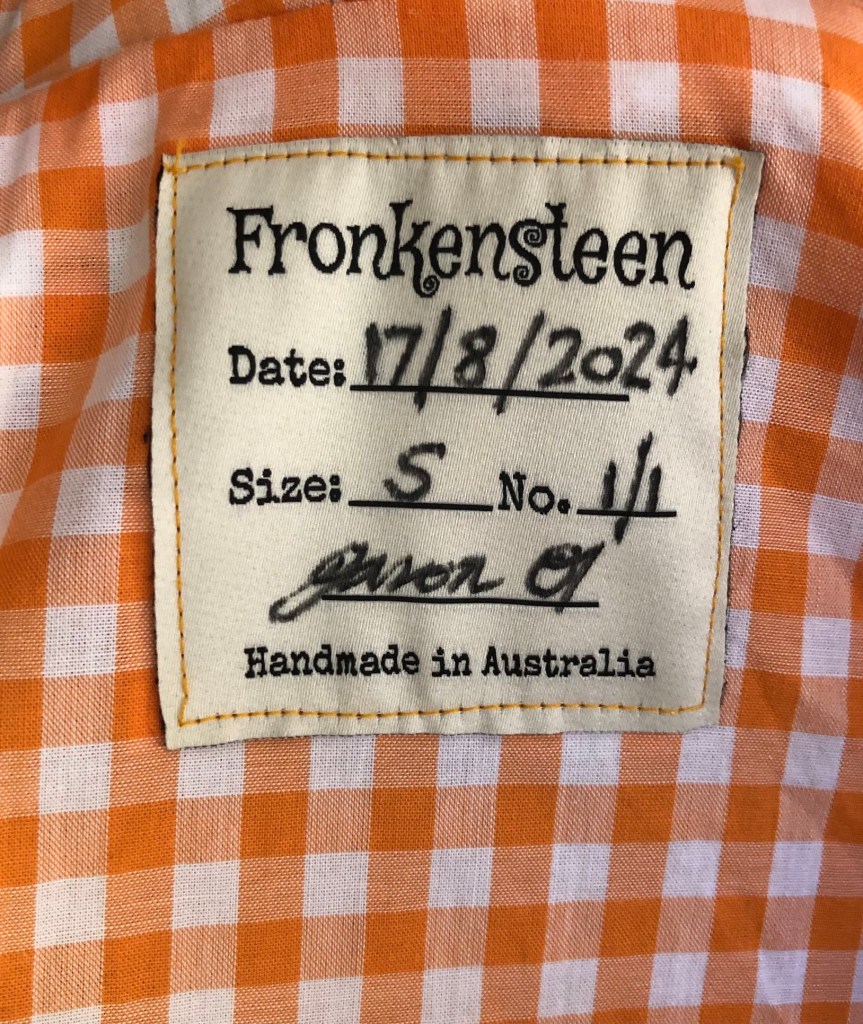 Fronkensteen
Date: 17/8/2024
Size: S No. 1/1
Handmade in Australia